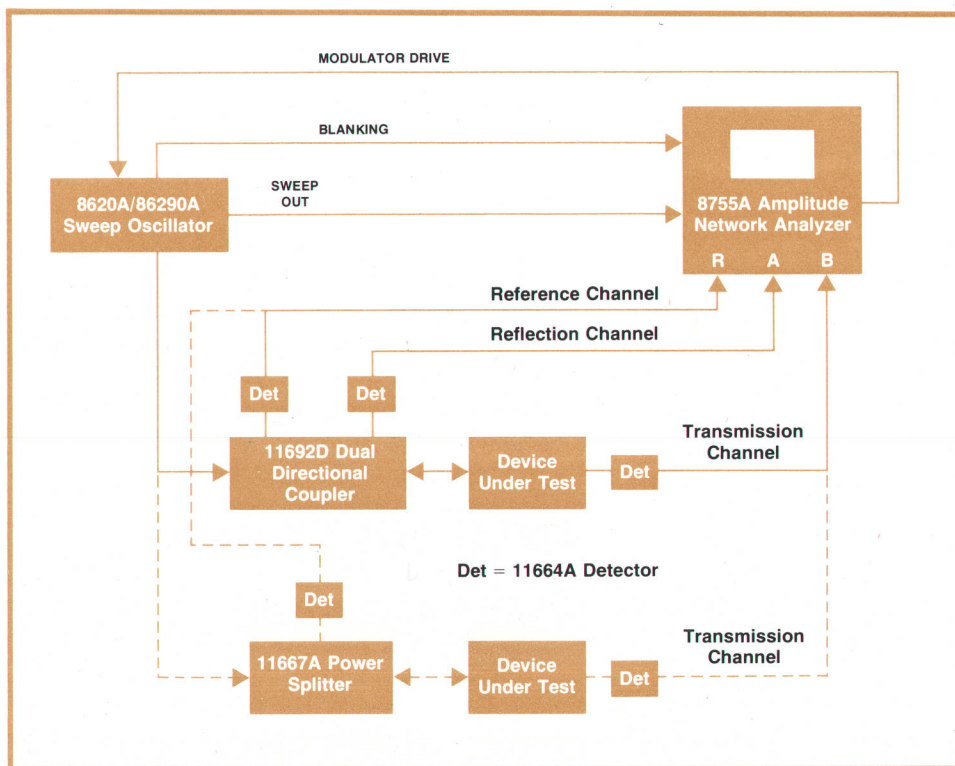 MODULATOR DRIVE
BLANKING
SWEEP
OUT
8620A/86290A
Sweep Oscillator
8755A Amplitude
Network Analyzer
R A B
Reference Channel
Reflection Channel
Det Det
11692D Dual
Directional
Coupler
Device
Under Test
Det
Transmission
Channel
Det = 11664A Detector
Det
11667A Power
Splitter
Device
Under Test
Det
Transmission
Channel